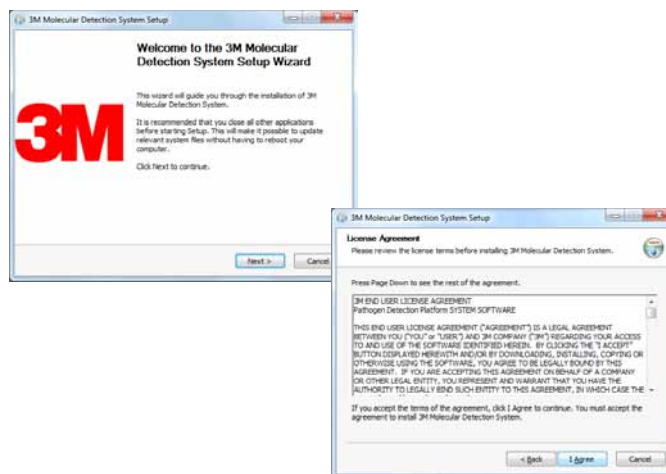 3M Molecular Detection System Setup
Welcome to the 3M Molecular
Detection System Setup Wizard
This wizard will guide you through the installation of 3M
Molecular Detection System.
It is recommended that you close all other applications
before starting Setup. This will make it possible to update
relevant system files without having to reboot your
computer.
Click Next to continue.
3M
Next >
Cancel
3M Molecular Detection System Setup
License Agreement
Please review the license terms before installing 3M Molecular Detection System.
Press Page Down to see the rest of the agreement.
3M END USER LICENSE AGREEMENT
Pathogen Detection Platform SYSTEM SOFTWARE
THIS END USER LICENSE AGREEMENT ("AGREEMENT") IS A LEGAL AGREEMENT
BETWEEN YOU ("YOU" or "USER") AND 3M COMPANY ("3M") REGARDING YOUR ACCESS
TO AND USE OF THE SOFTWARE IDENTIFIED HEREIN. BY CLICKING THE "I ACCEPT"
BUTTON DISPLAYED HEREWITH AND/OR BY DOWNLOADING, INSTALLING, COPYING OR
OTHERWISE USING THE SOFTWARE, YOU AGREE TO BE LEGALLY BOUND BY THIS
AGREEMENT. IF YOU ARE ACCEPTING THIS AGREEMENT ON BEHALF OF A COMPANY
OR OTHER LEGAL ENTITY, YOU REPRESENT AND WARRANT THAT YOU HAVE THE
AUTHORITY TO LEGALLY BIND SUCH ENTITY TO THIS AGREEMENT, IN WHICH CASE THE
If you accept the terms of the agreement, click I Agree to continue. You must accept the
agreement to install 3M Molecular Detection System.
< Back
I Agree
Cancel